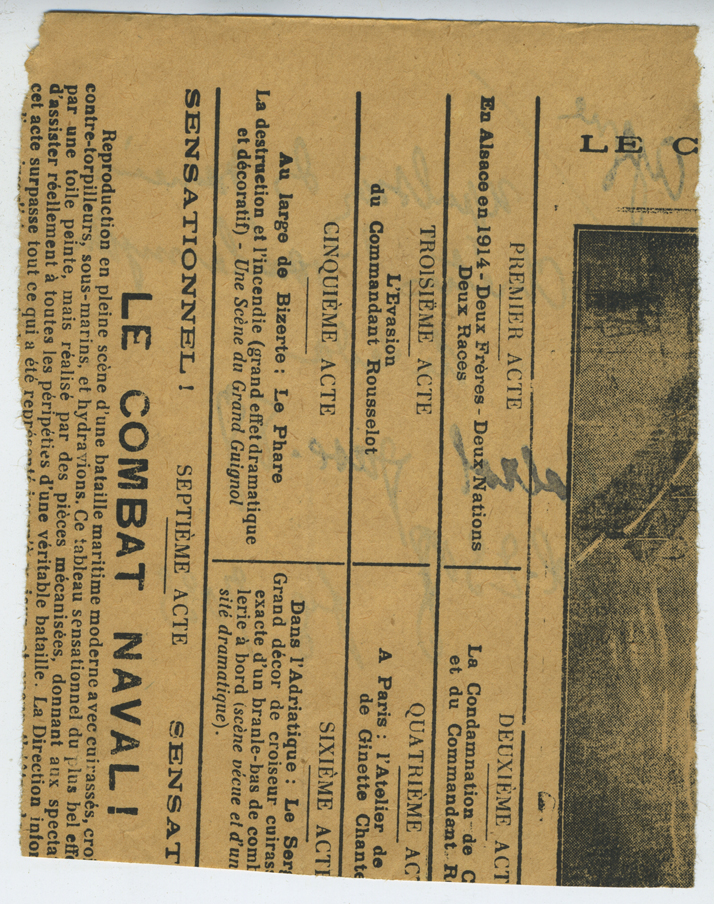 LE C
PREMIER ACTE
En Alsace en 1914 - Deux Frères - Deux Nations
Deux Races
DEUXIÈME ACT
La Condamnation de C
et du Commandant R
TROISIÈME ACTE
L'Evasion
du Commandant Rousselot
QUATRIÈME AC
A Paris : l'Atelier de
de Ginette Chante
CINQUIÈME ACTE
Au large de Bizerte : Le Phare
La destruction et l'incendie (grand effet dramatique
et décoratif) - Une Scène du Grand Guignol
SIXIÈME ACTE
Dans l'Adriatique : Le Ser
Grand décor de croiseur cuirass
exacte d'un branle-bas de comb
lerie à bord (scène vécue et d'un
sité dramatique).
SENSATIONNEL !
SEPTIÈME ACTE
SENSAT
LE COMBAT NAVAL !
Reproduction en pleine scène d'une bataille maritime moderne avec cuirassés, croi
contre-torpilleurs, sous-marins, et hydravions. Ce tableau sensationnel du plus bel effe
par une toile peinte, mais réalisé par des pièces mécanisées, donnant aux specta
d'assister réellement à toutes les péripéties d'une véritable bataille. La Direction infor
cet acte surpasse tout ce qui a été représenté